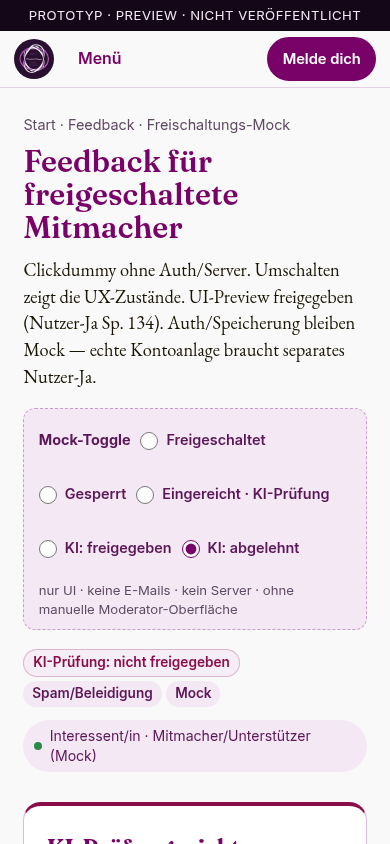 PROTOTYP · PREVIEW · NICHT VERÖFFENTLICHT
Menü
Melde dich
Start · Feedback · Freischaltungs-Mock
Feedback für
freigeschaltete
Mitmacher
Clickdummy ohne Auth/Server. Umschalten
zeigt die UX-Zustände. UI-Preview freigegeben
(Nutzer-Ja Sp. 134). Auth/Speicherung bleiben
Mock — echte Kontoanlage braucht separates
Nutzer-Ja.
Mock-Toggle Freigeschaltet
Gesperrt Eingereicht · KI-Prüfung
KI: freigegeben KI: abgelehnt
nur UI · keine E-Mails · kein Server · ohne
manuelle Moderator-Oberfläche
KI-Prüfung: nicht freigegeben
Spam/Beleidigung Mock
Interessent/in · Mitmacher/Unterstützer
(Mock)
KI-Prüfung: nicht